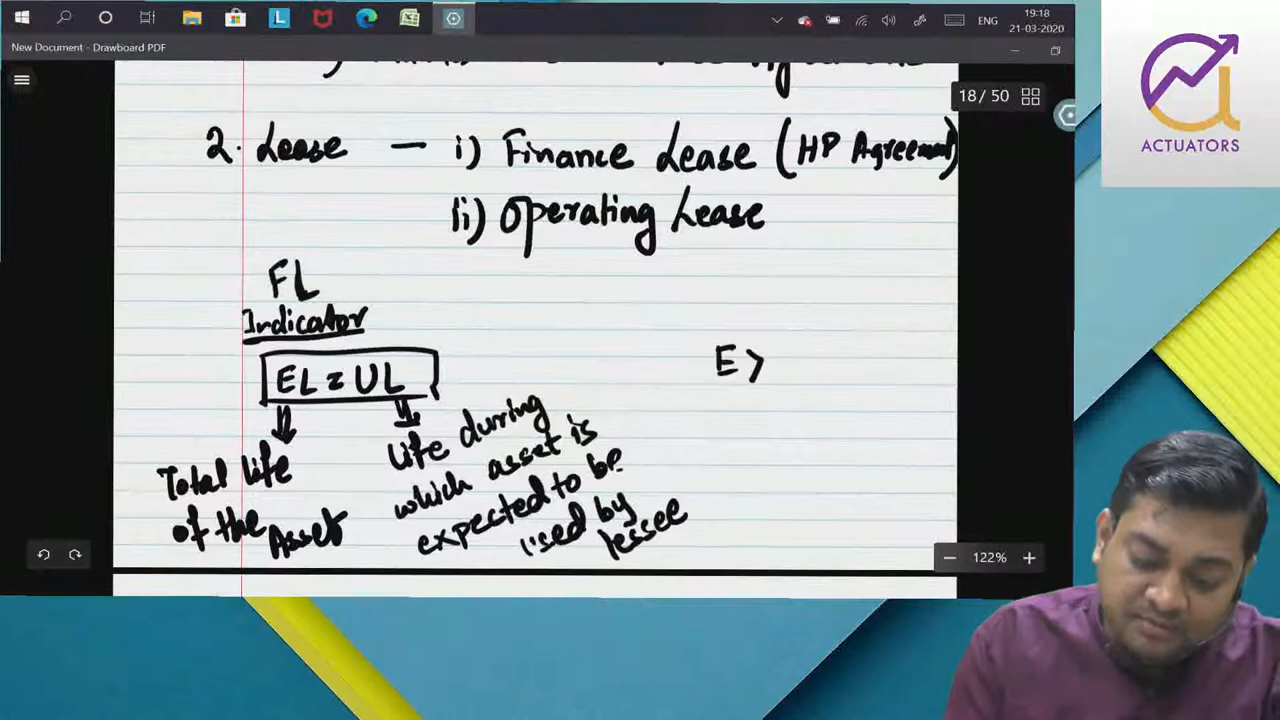 19:18
ENG
21-03-2020
New Document - Drawboard PDF
18 / 50
ACTUATORS
2. Lease - i) Finance Lease (HP Agreement)
ii) Operating Lease
FL
Indicator
EL = UL
E >
Total life
of the Asset
Life during
which asset is
expected to be
used by
lessee
122%